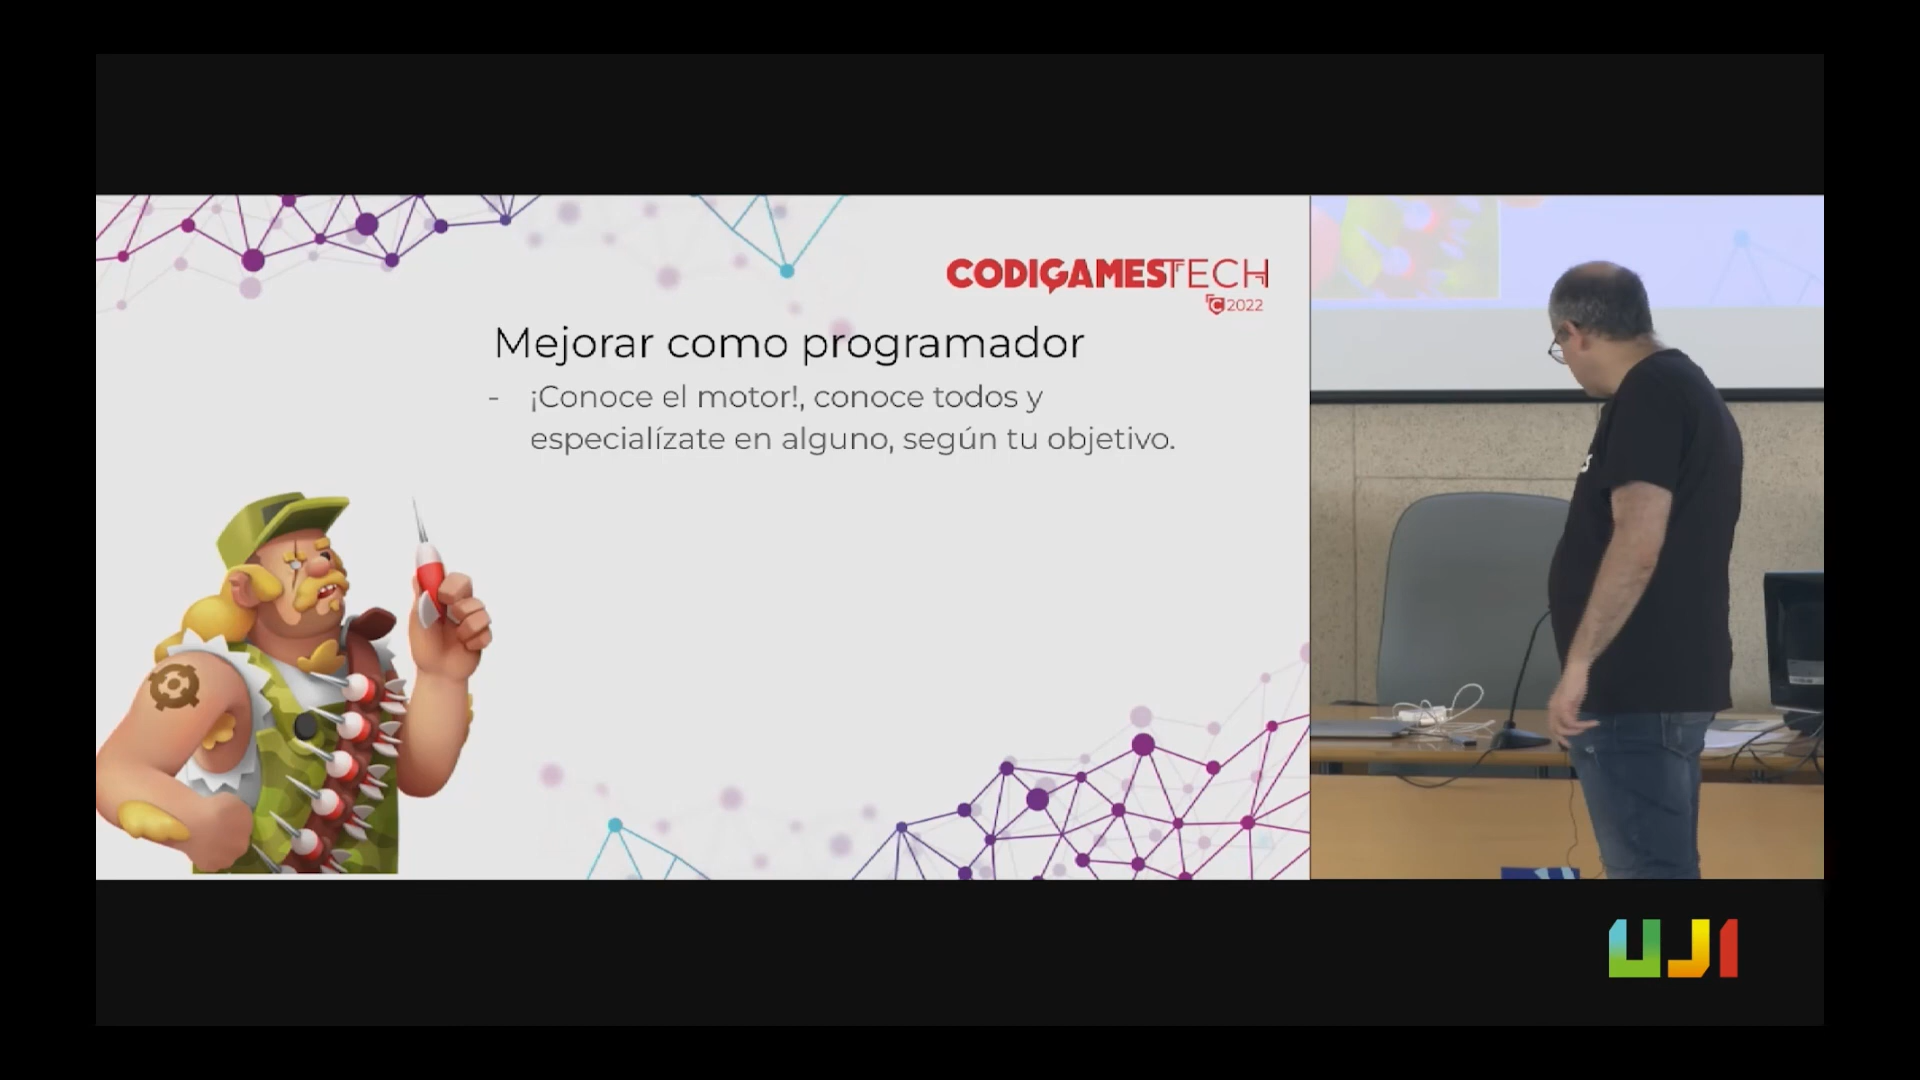 CODIGAMESTECH
C 2022
Mejorar como programador
- ¡Conoce el motor!, conoce todos y
especialízate en alguno, según tu objetivo.
UJI